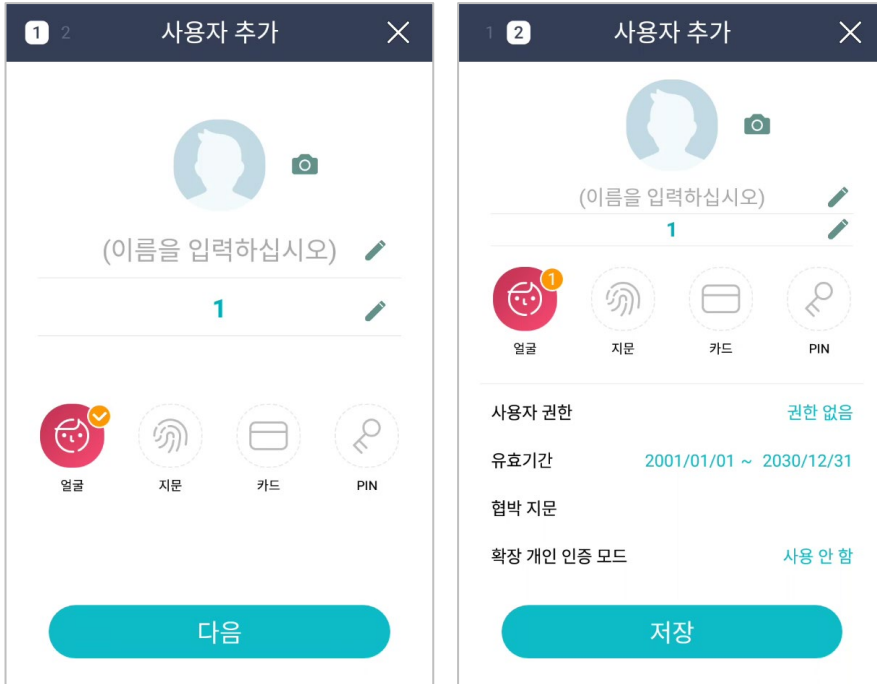 1 2 사용자 추가
(이름을 입력하십시오)
1
얼굴 지문 카드 PIN
다음
1 2 사용자 추가
(이름을 입력하십시오)
1
1
얼굴 지문 카드 PIN
사용자 권한 권한 없음
유효기간 2001/01/01 ~ 2030/12/31
협박 지문
확장 개인 인증 모드 사용 안 함
저장